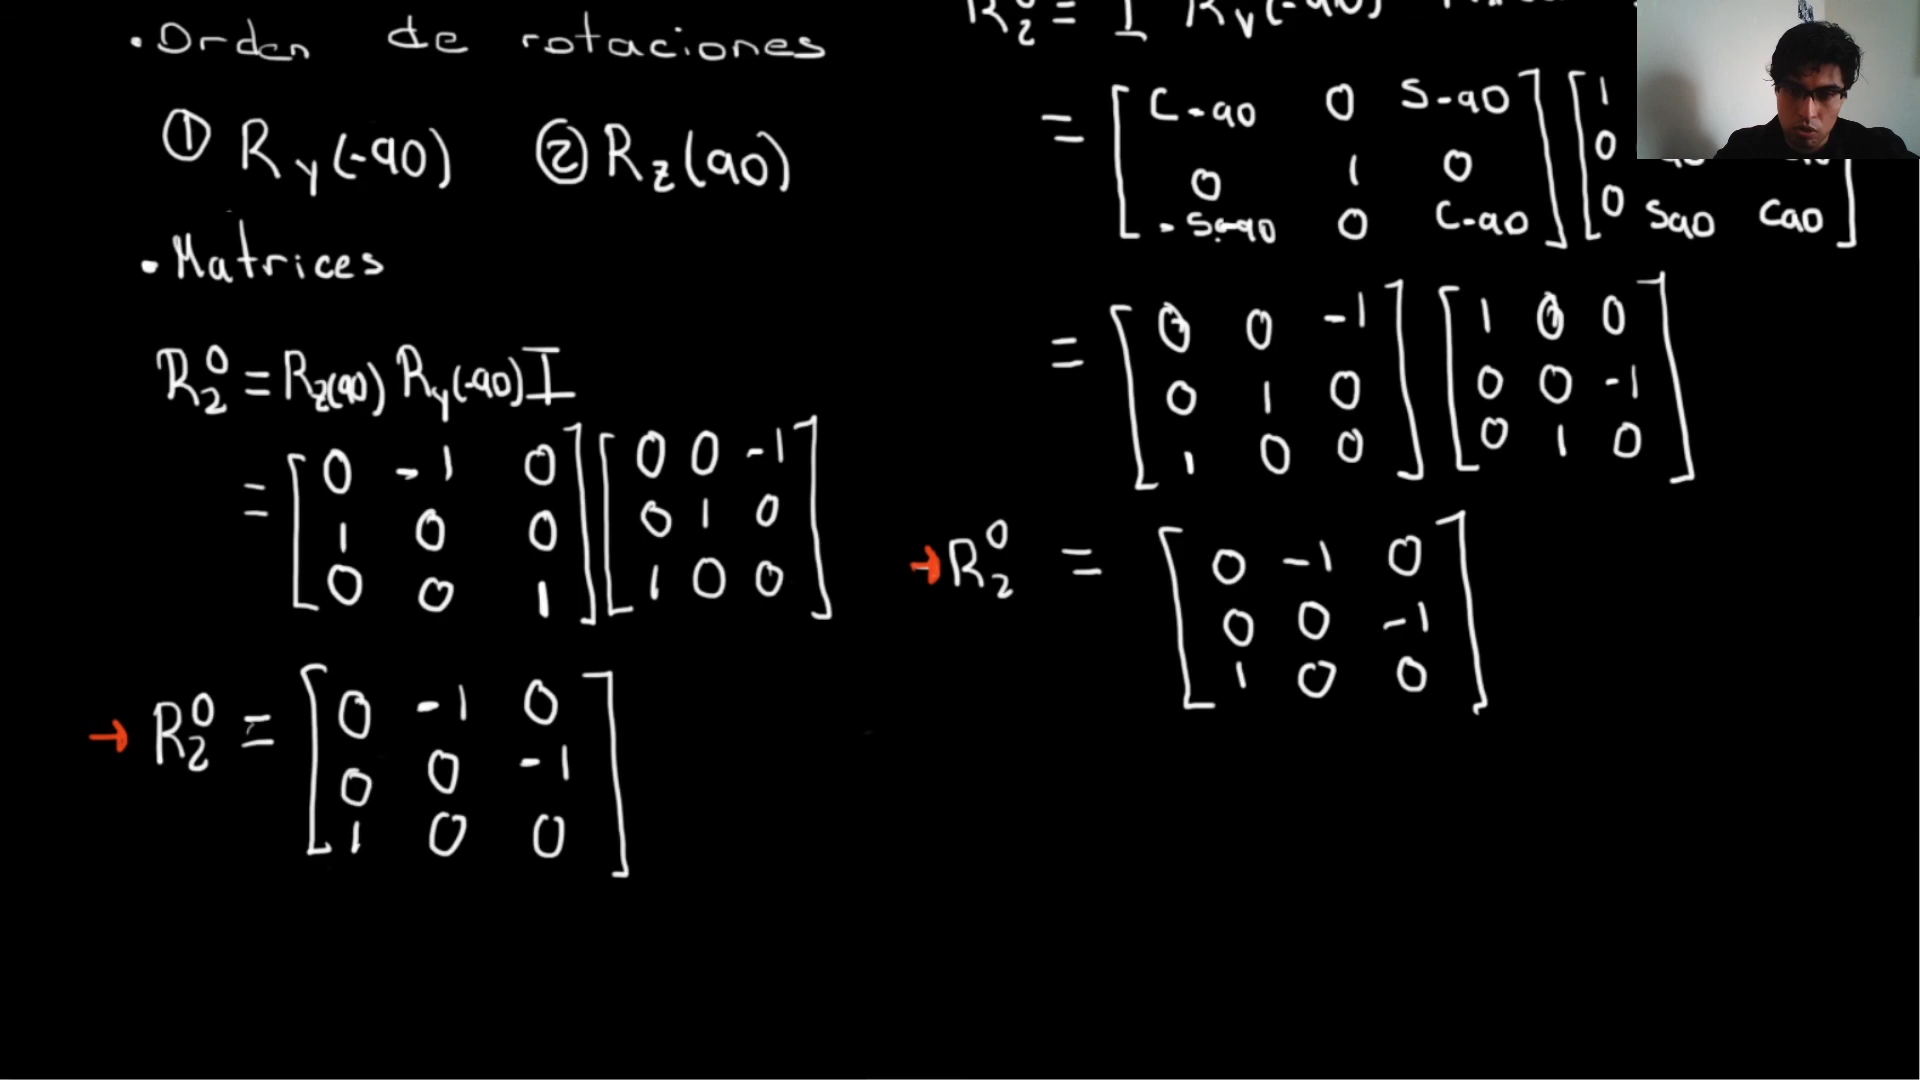 • Orden de rotaciones
① Ry(-90) ② Rz(90)
• Matrices
R₂⁰ = Rz(90) Ry(-90) I
= [0 -1 0] [0 0 -1]
[1 0 0] [0 1 0]
[0 0 1] [1 0 0]
→ R₂⁰ = [0 -1 0]
[0 0 -1]
[1 0 0]
R₂⁰ = I Ry(-90)
= [C-90 0 S-90] [1
[0 1 0] [0
[-S-90 0 C-90] [0 S90 C90]
= [0 0 -1] [1 0 0]
[0 1 0] [0 0 -1]
[1 0 0] [0 1 0]
→ R₂⁰ = [0 -1 0]
[0 0 -1]
[1 0 0]